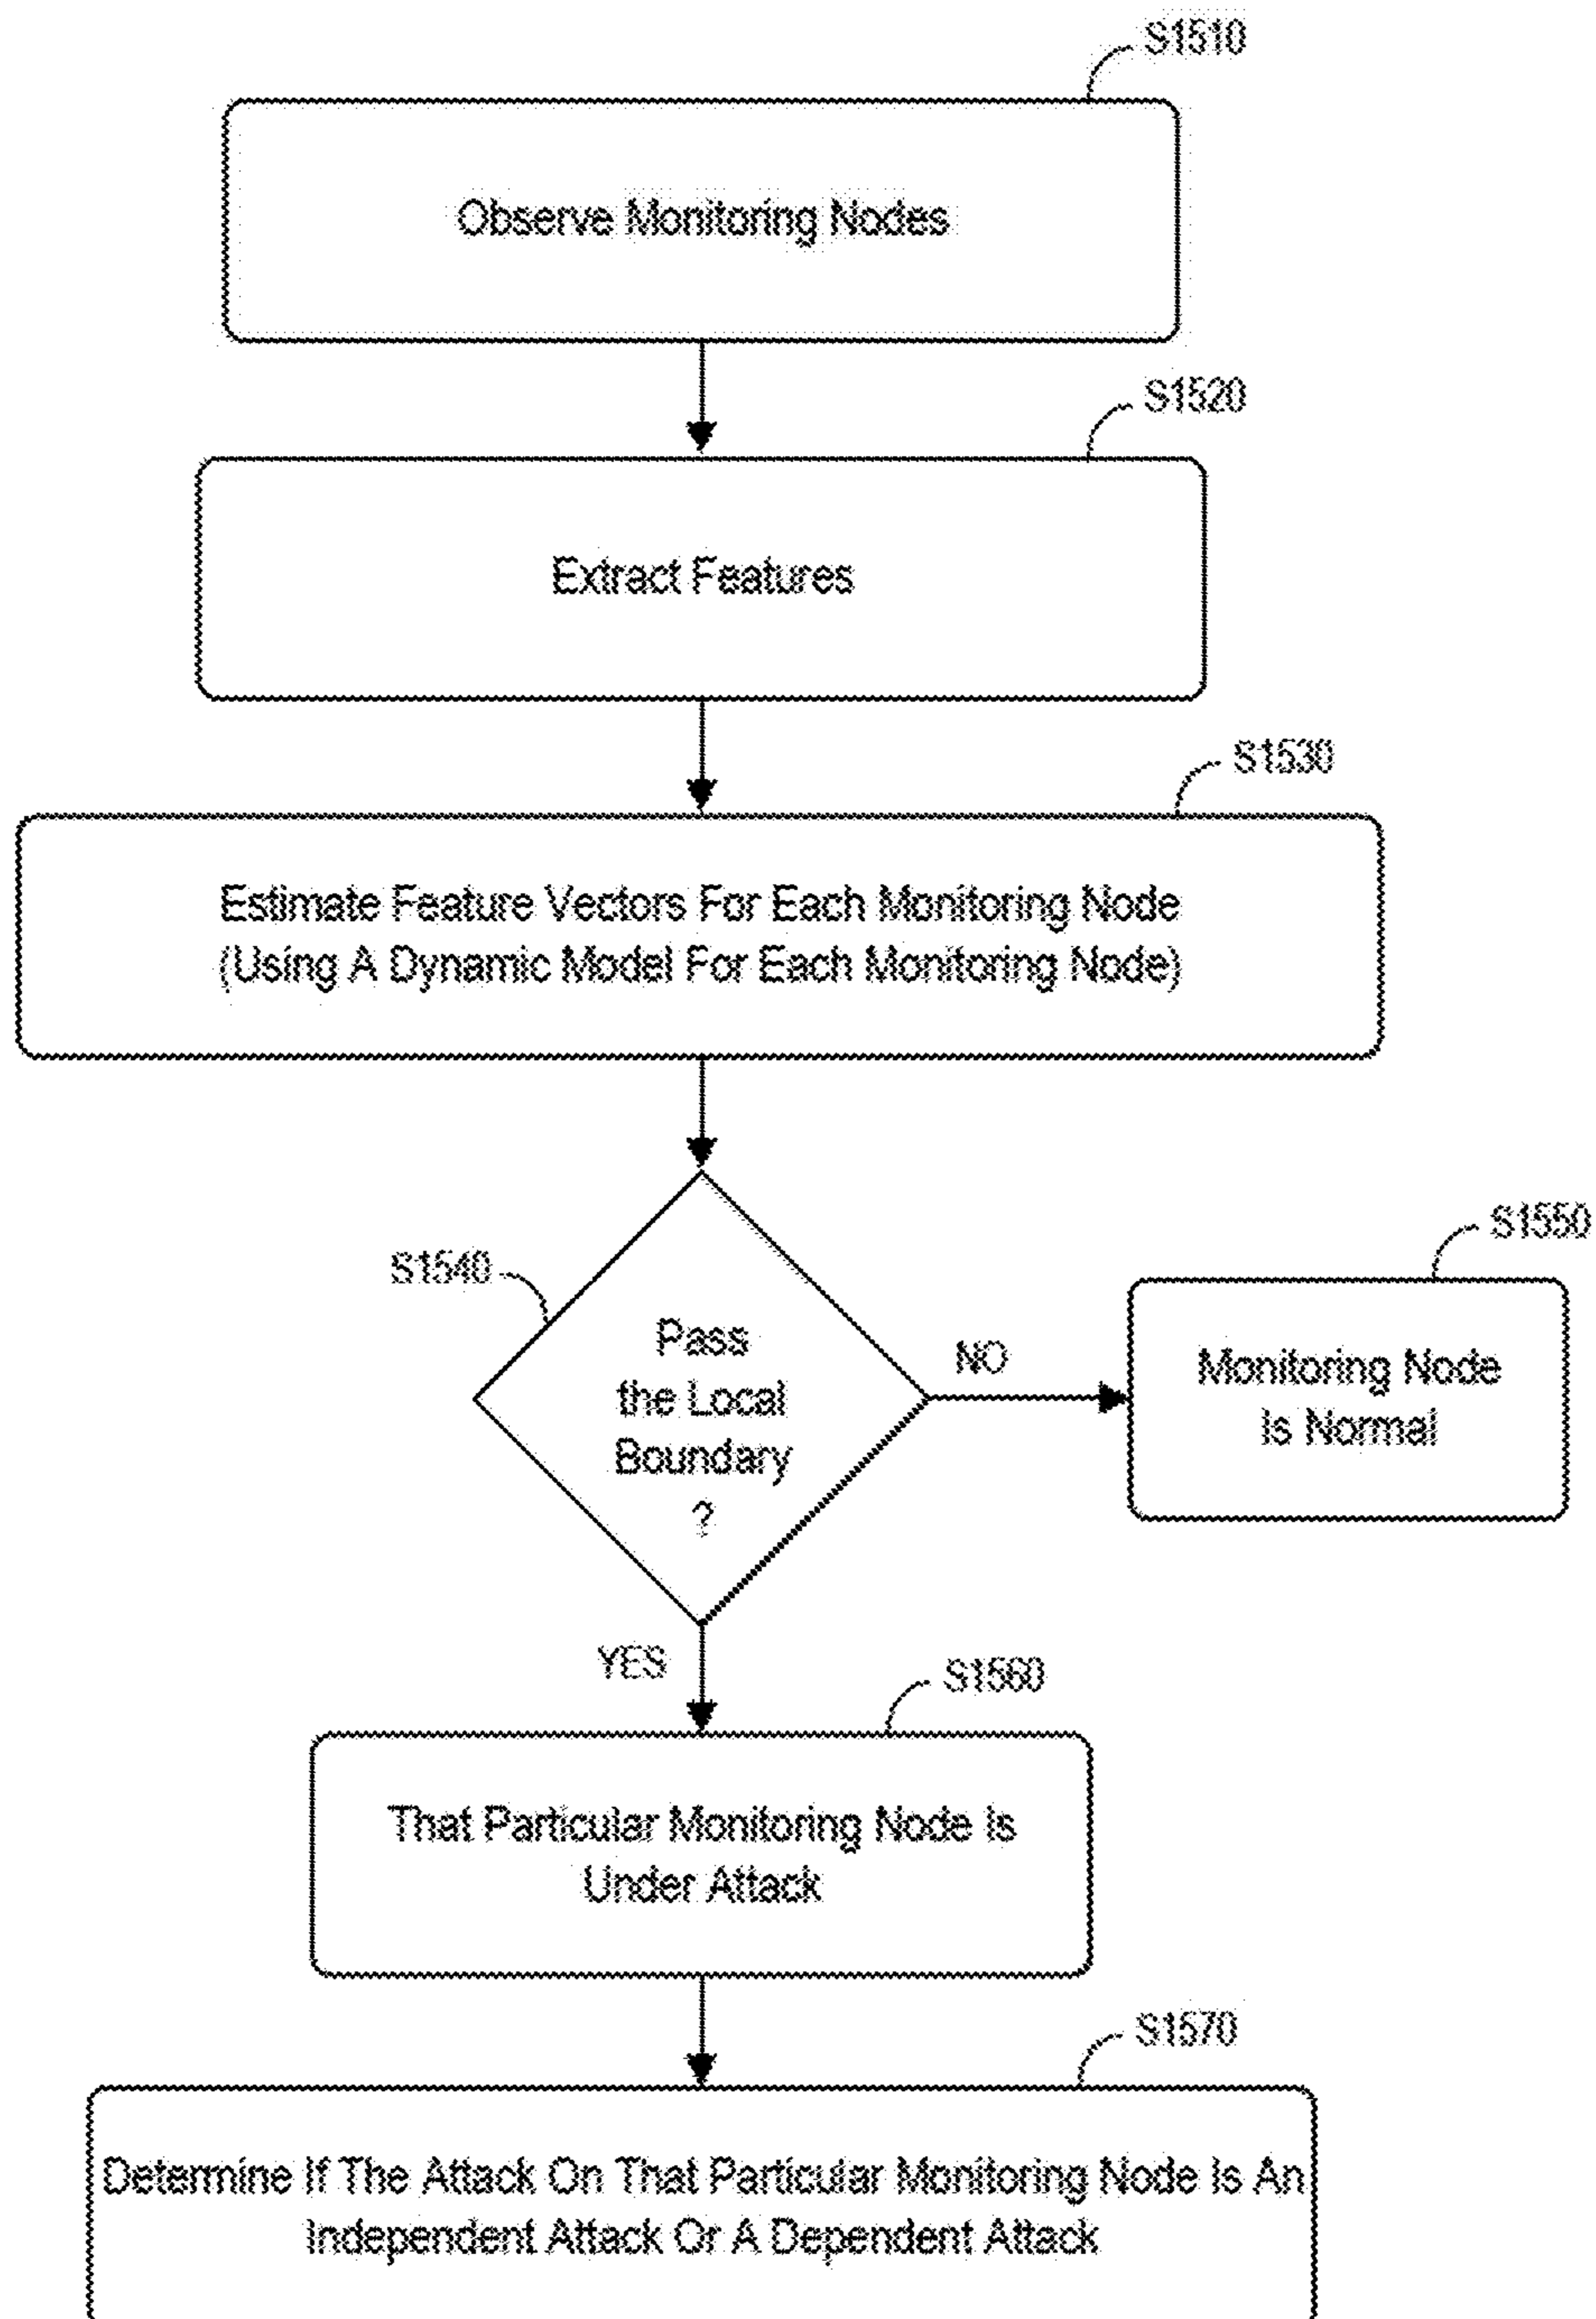 S1510
Observe Monitoring Nodes
S1520
Extract Features
S1530
Estimate Feature Vectors For Each Monitoring Node
(Using A Dynamic Model For Each Monitoring Node)
S1540
Pass
the Local
Boundary
?
NO
S1550
Monitoring Node
Is Normal
YES
S1560
That Particular Monitoring Node Is
Under Attack
S1570
Determine If The Attack On That Particular Monitoring Node Is An
Independent Attack Or A Dependent Attack